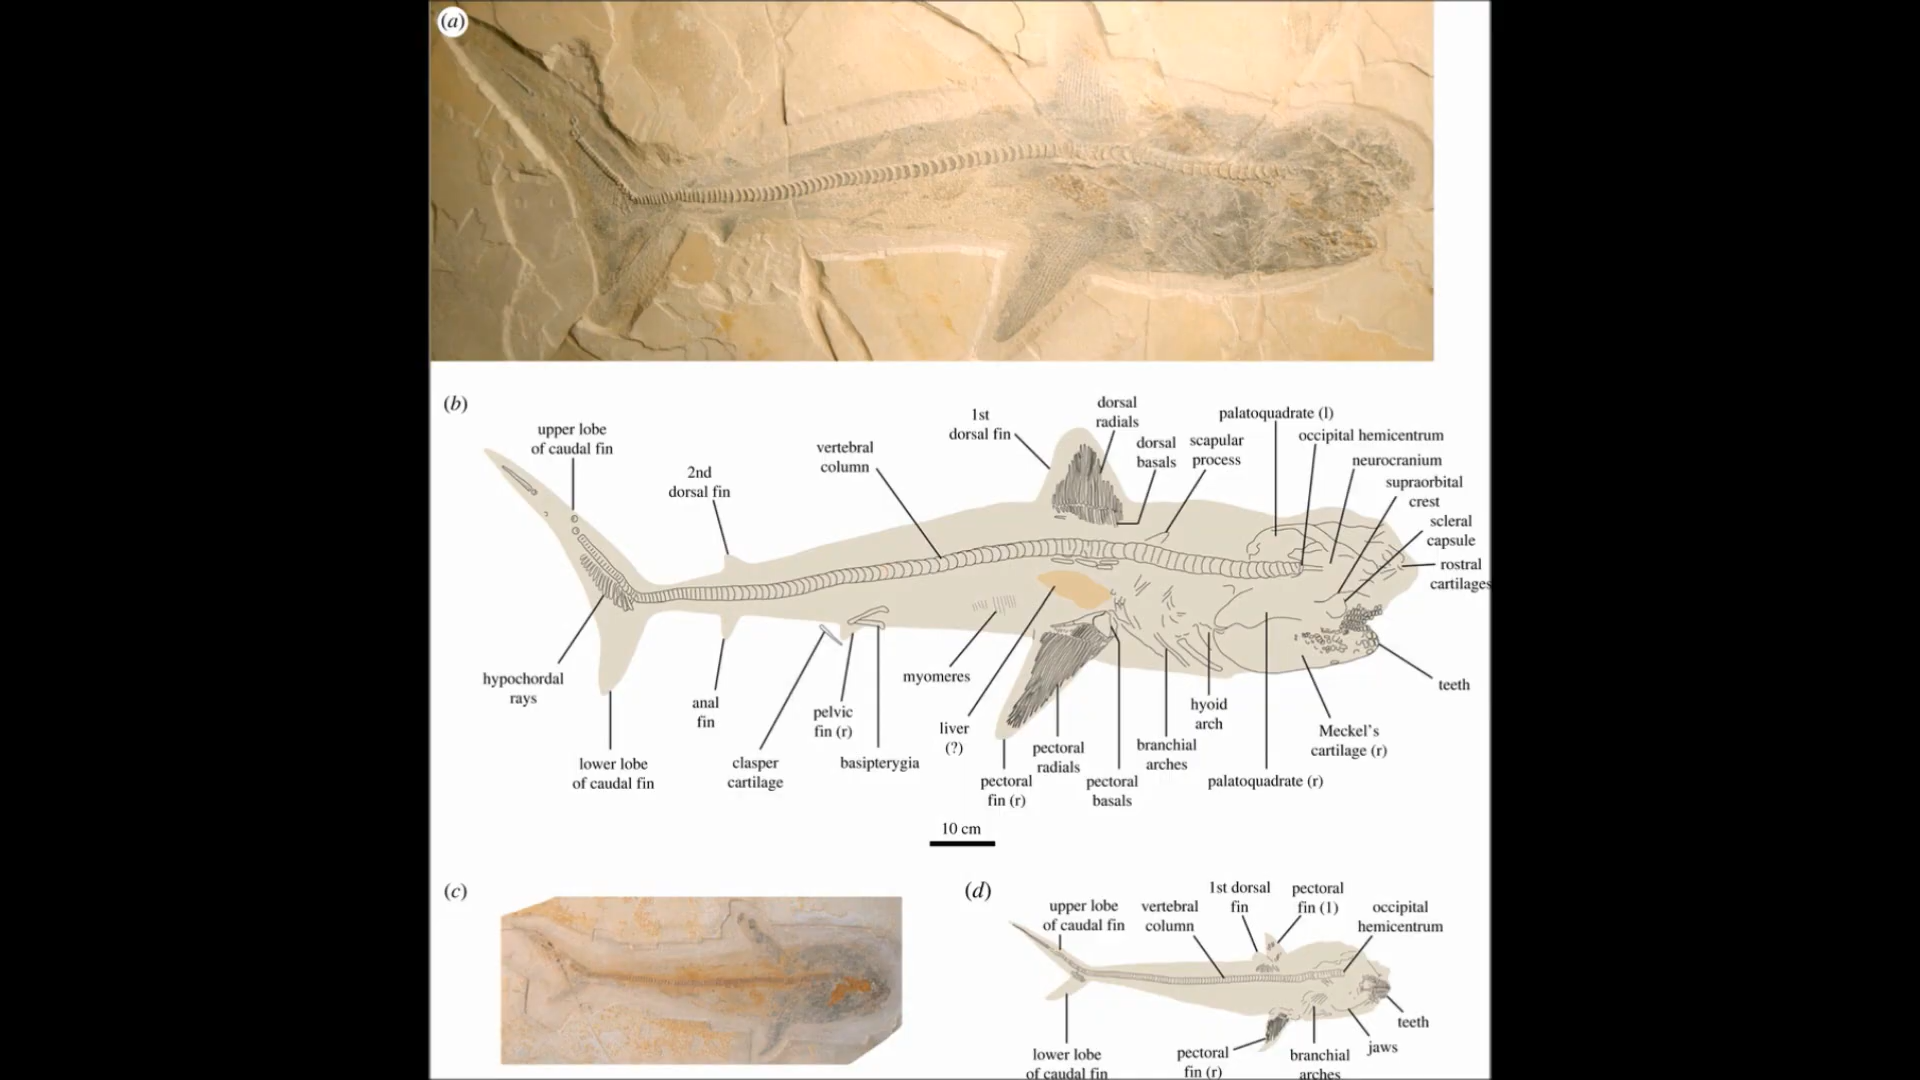 (a)
(b)
upper lobe
of caudal fin
2nd
dorsal fin
vertebral
column
1st
dorsal fin
dorsal
radials
dorsal
basals
scapular
process
palatoquadrate (l)
occipital hemicentrum
neurocranium
supraorbital
crest
scleral
capsule
rostral
cartilages
teeth
Meckel's
cartilage (r)
palatoquadrate (r)
hyoid
arch
branchial
arches
pectoral
basals
pectoral
radials
pectoral
fin (r)
liver
(?)
myomeres
basipterygia
pelvic
fin (r)
clasper
cartilage
anal
fin
lower lobe
of caudal fin
hypochordal
rays
10 cm
(c)
(d)
upper lobe
of caudal fin
vertebral
column
1st dorsal
fin
pectoral
fin (l)
occipital
hemicentrum
teeth
jaws
branchial
arches
pectoral
fin (r)
lower lobe
of caudal fin